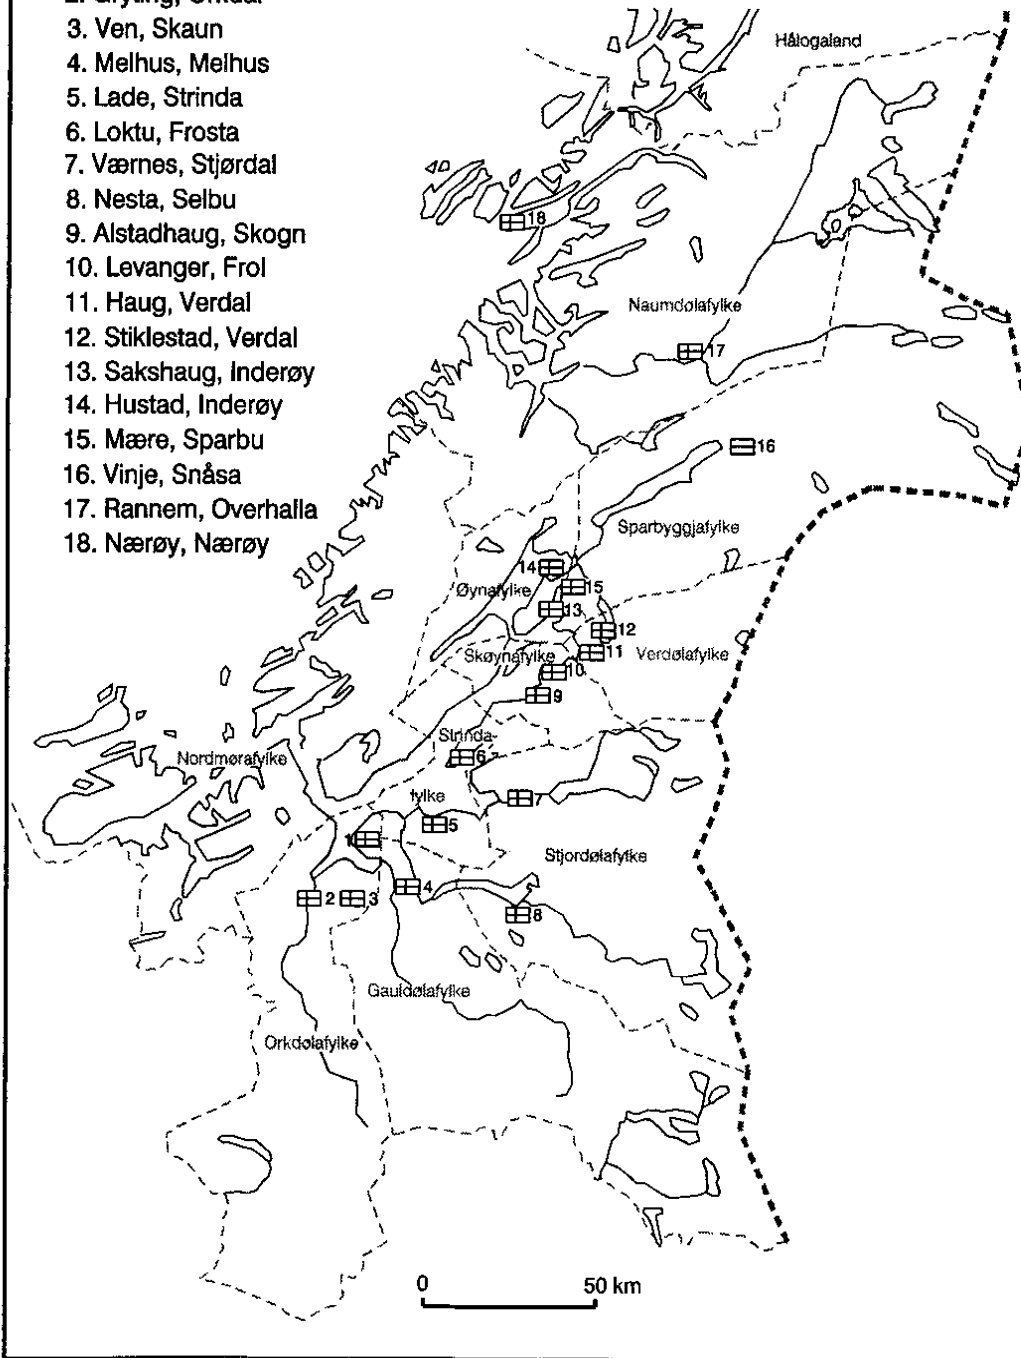 3. Ven, Skaun
4. Melhus, Melhus
5. Lade, Strinda
6. Loktu, Frosta
7. Værnes, Stjørdal
8. Nesta, Selbu
9. Alstadhaug, Skogn
10. Levanger, Frol
11. Haug, Verdal
12. Stiklestad, Verdal
13. Sakshaug, Inderøy
14. Hustad, Inderøy
15. Mære, Sparbu
16. Vinje, Snåsa
17. Rannem, Overhalla
18. Nærøy, Nærøy
Hålogaland
18
Naumdølafylke
17
16
Sparbyggjafylke
14
Øynafylke
15
13
12
Skøynafylke
11
Verdølafylke
10
9
Strinda-
Nordmørafylke
6
fylke
7
5
1
Stjordølafylke
4
2
3
8
Gauldølafylke
Orkdølafylke
0
50 km